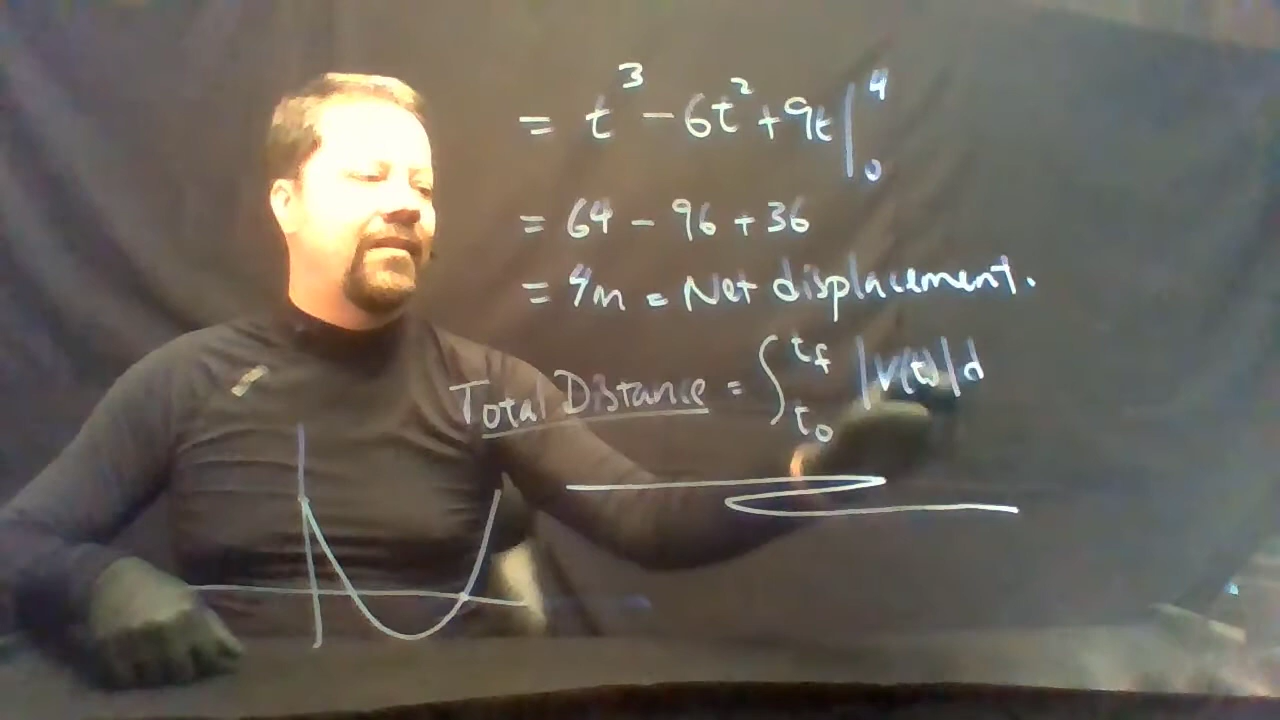 = t³ - 6t² + 9t |₀⁴
= 64 - 96 + 36
= 4m = Net displacement.
Total Distance = ∫_{t₀}^{t_f} |v(t)| d